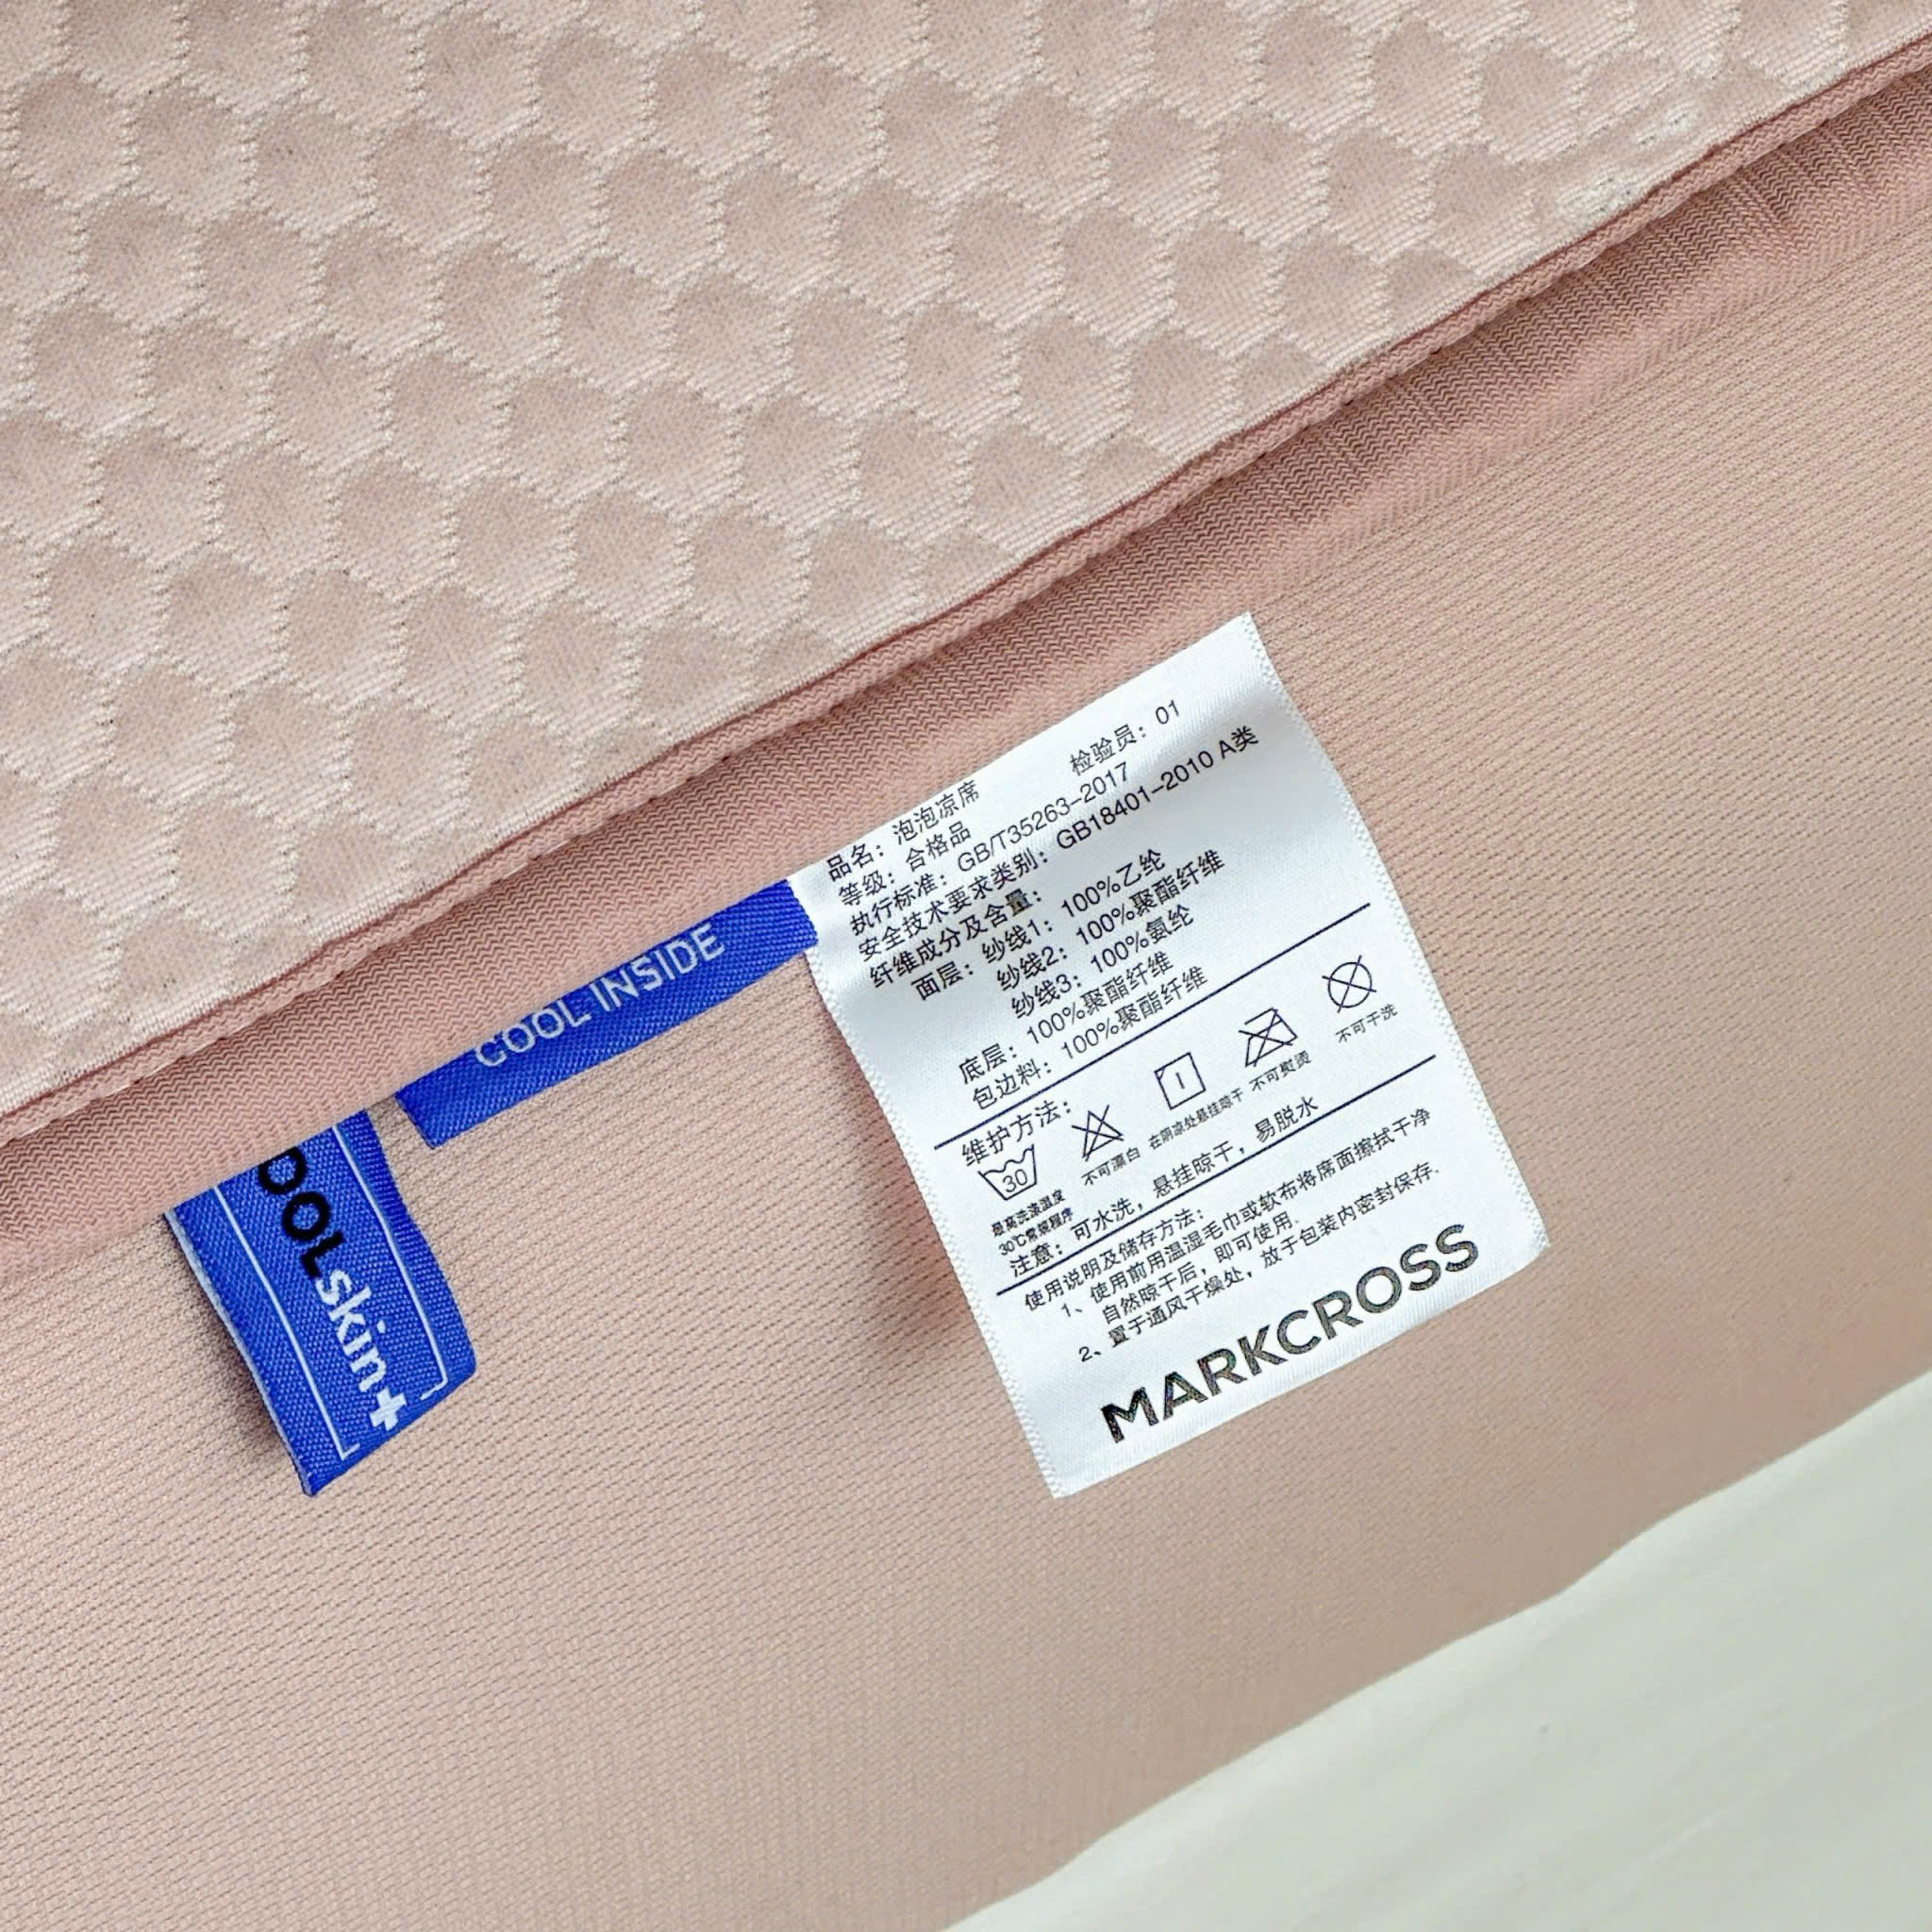 品名：泡泡凉席 检验员：01
等级：合格品
执行标准：GB/T35263-2017
安全技术要求类别：GB18401-2010 A类
纤维成分及含量：
面层：纱线1：100%乙纶
纱线2：100%聚酯纤维
纱线3：100%氨纶
底层：100%聚酯纤维
包边料：100%聚酯纤维
维护方法：
30
最高洗涤温度
30℃常规程序
不可漂白
在阴凉处悬挂晾干
不可熨烫
不可干洗
注意：可水洗，悬挂晾干，易脱水
使用说明及储存方法：
1、使用前用温湿毛巾或软布将席面擦拭干净
自然晾干后，即可使用.
2、置于通风干燥处，放于包装内密封保存.
MARKCROSS
COOL INSIDE
OOLskin+